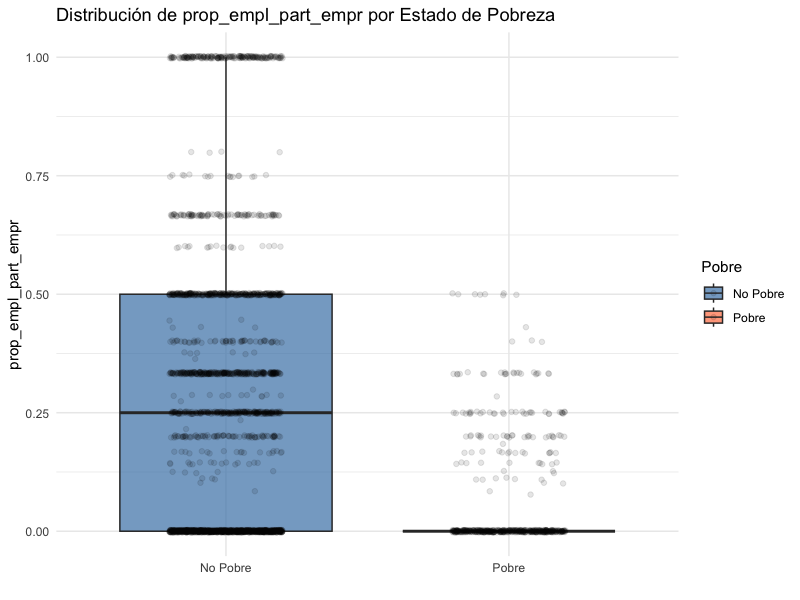 Distribución de prop_empl_part_empr por Estado de Pobreza
prop_empl_part_empr
1.00
0.75
0.50
0.25
0.00
No Pobre
Pobre
Pobre
No Pobre
Pobre